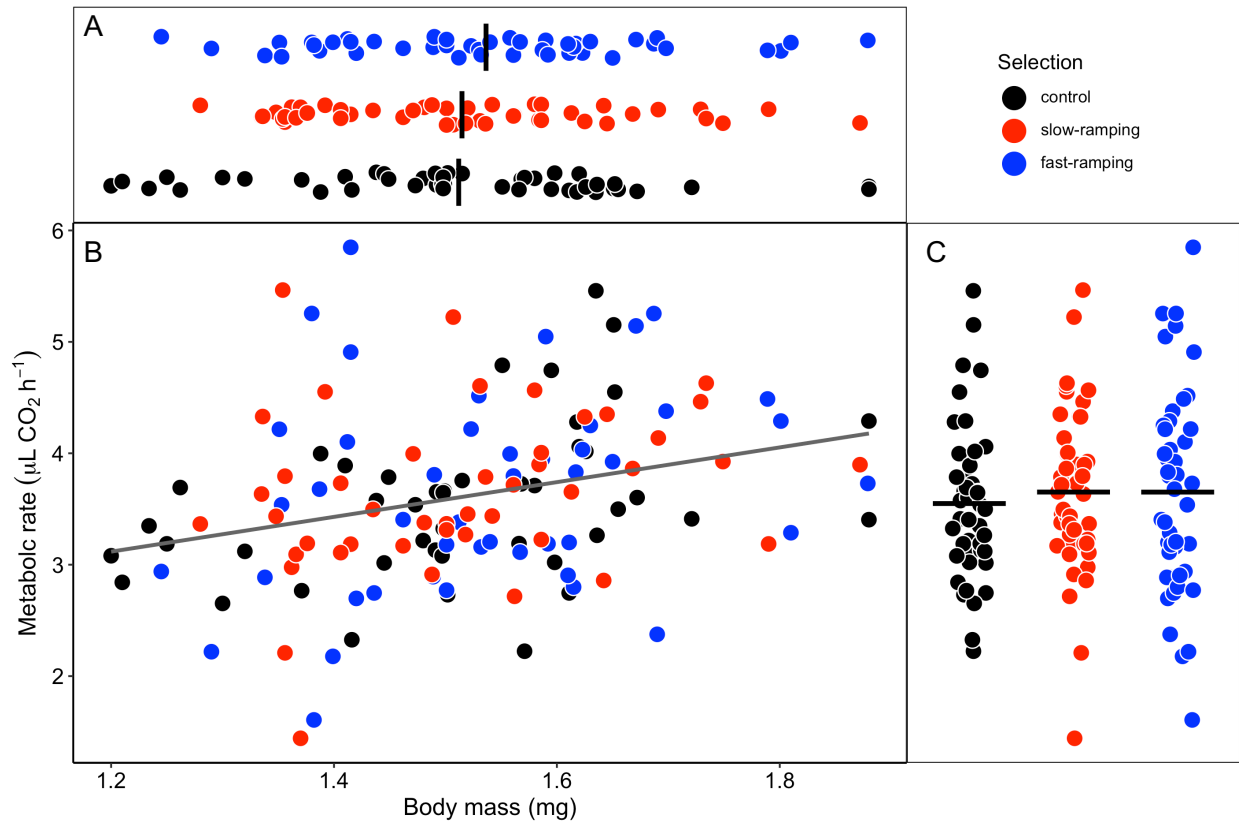 A
Selection
control
slow-ramping
fast-ramping
B
C
6
5
4
3
2
Metabolc rate (μL CO₂ h⁻¹)
1.2 1.4 1.6 1.8
Body mass (mg)